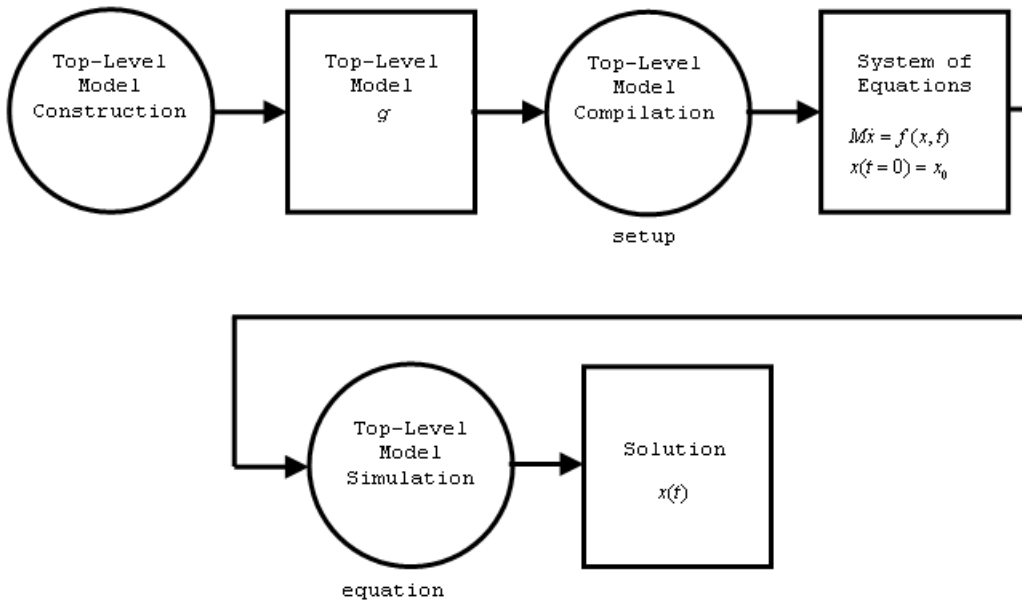 Top-Level
Model
Construction
Top-Level
Model
g
Top-Level
Model
Compilation
setup
System of
Equations
Mẋ = f(x,t)
x(t = 0) = x₀
Top-Level
Model
Simulation
equation
Solution
x(t)